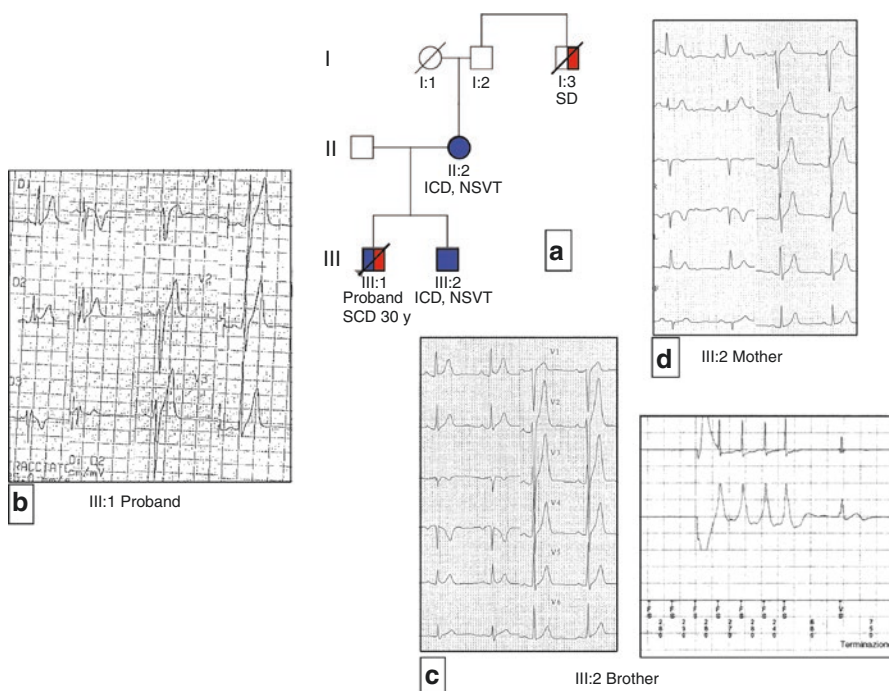 I
I:1
I:2
I:3
SD
II
II:2
ICD, NSVT
III
III:1
Proband
SCD 30 y
III:2
ICD, NSVT
a
D1
V1
D2
V2
D3
V3
b
III:1 Proband
d
III:2 Mother
V1
V2
V3
V4
V5
V6
c
Terminazione
III:2 Brother